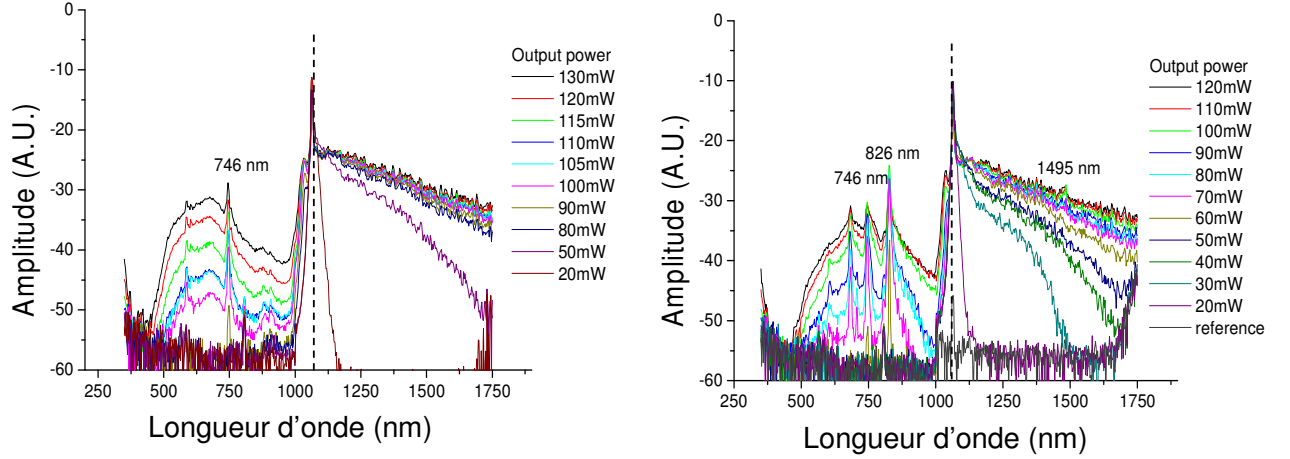 0
-10
-20
-30
-40
-50
-60
Amplitude (A.U.)
250 500 750 1000 1250 1500 1750
Longueur d'onde (nm)
746 nm
Output power
130mW
120mW
115mW
110mW
105mW
100mW
90mW
80mW
50mW
20mW
0
-10
-20
-30
-40
-50
-60
Amplitude (A.U.)
250 500 750 1000 1250 1500 1750
Longueur d'onde (nm)
826 nm
746 nm
1495 nm
Output power
120mW
110mW
100mW
90mW
80mW
70mW
60mW
50mW
40mW
30mW
20mW
reference